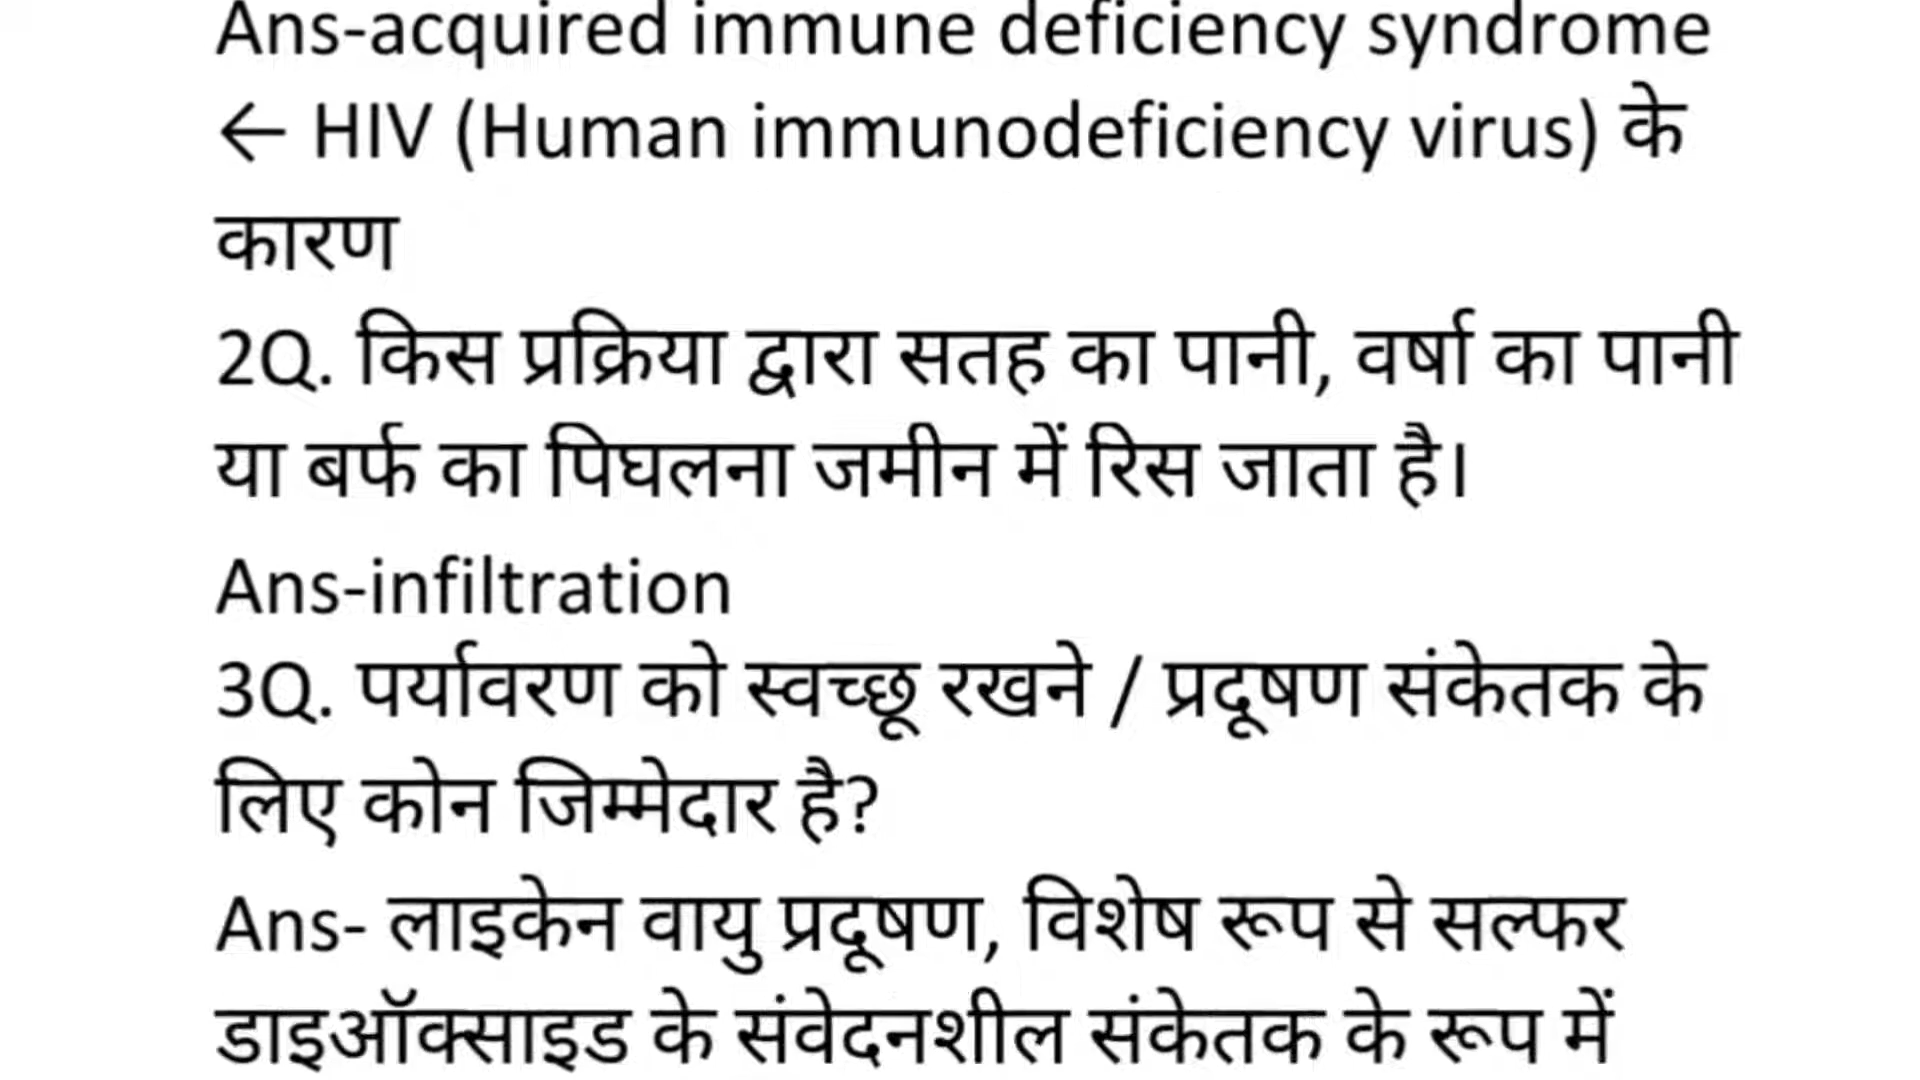 Ans-acquired immune deficiency syndrome
← HIV (Human immunodeficiency virus) के
कारण
2Q. किस प्रक्रिया द्वारा सतह का पानी, वर्षा का पानी
या बर्फ का पिघलना जमीन में रिस जाता है।
Ans-infiltration
3Q. पर्यावरण को स्वच्छू रखने / प्रदूषण संकेतक के
लिए कोन जिम्मेदार है?
Ans- लाइकेन वायु प्रदूषण, विशेष रूप से सल्फर
डाइऑक्साइड के संवेदनशील संकेतक के रूप में